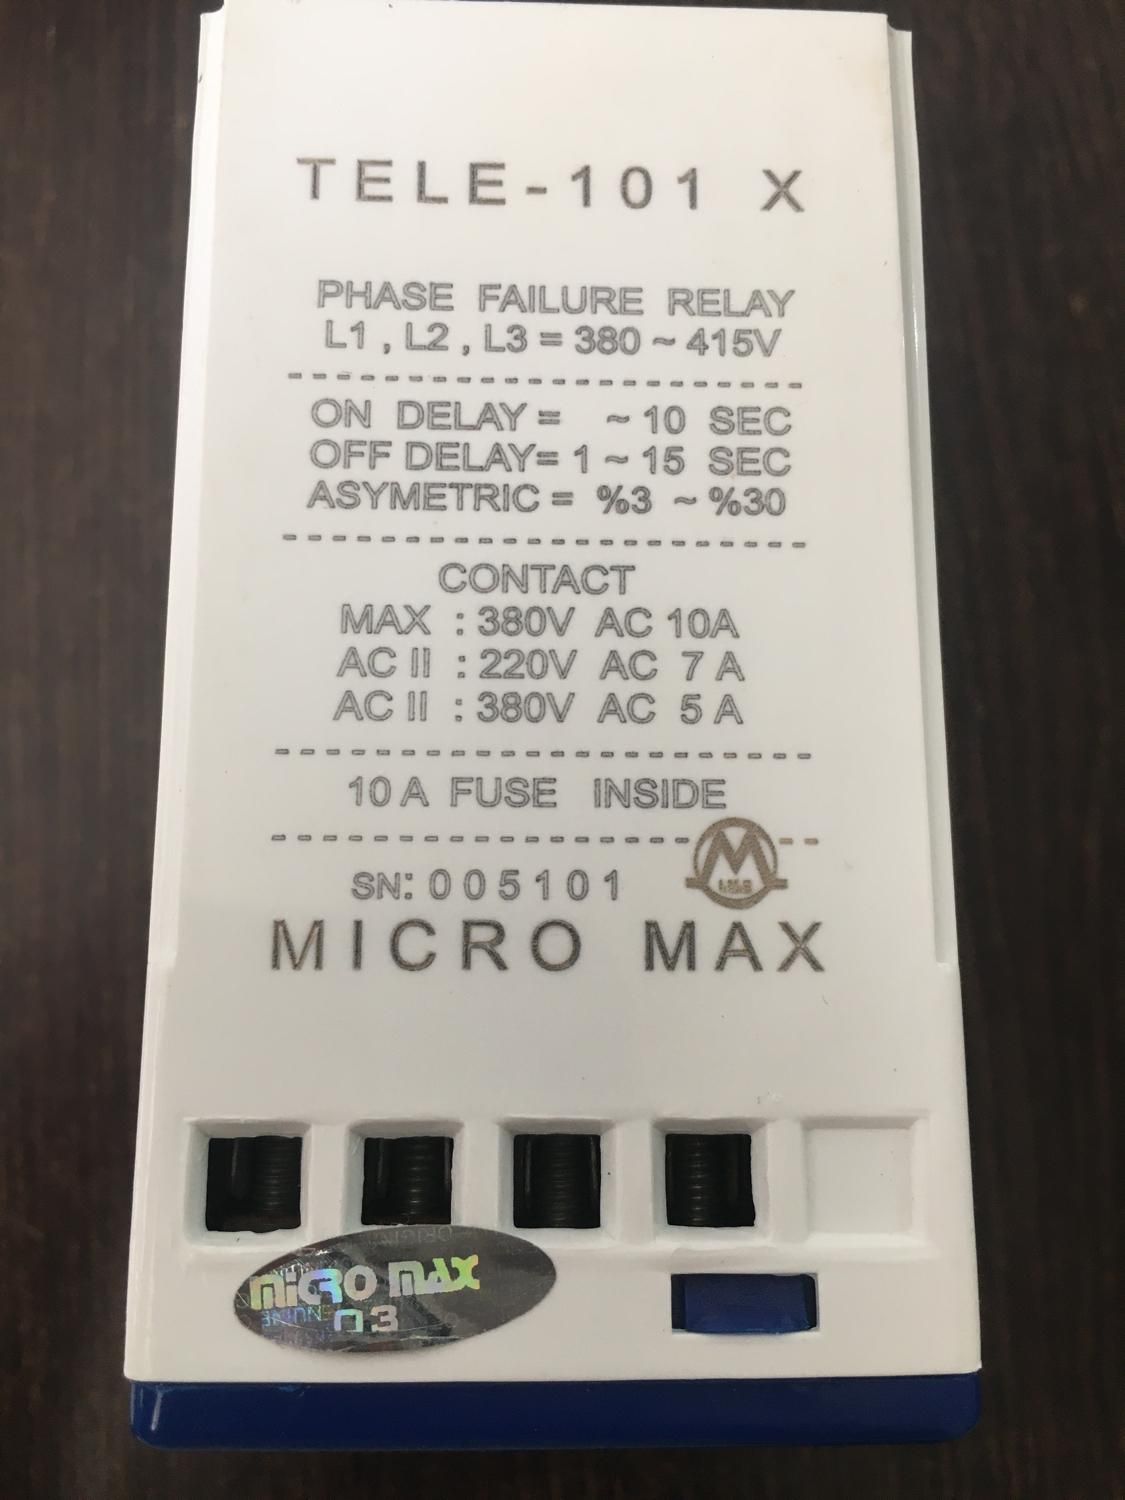 TELE-101 X
PHASE FAILURE RELAY
L1 , L2 , L3 = 380 ~ 415V
ON DELAY = ~ 10 SEC
OFF DELAY= 1 ~ 15 SEC
ASYMETRIC = %3 ~ %30
CONTACT
MAX : 380V AC 10A
AC II : 220V AC 7 A
AC II : 380V AC 5 A
10 A FUSE INSIDE
M
SN: 005101
MICRO MAX
MICRO MAX